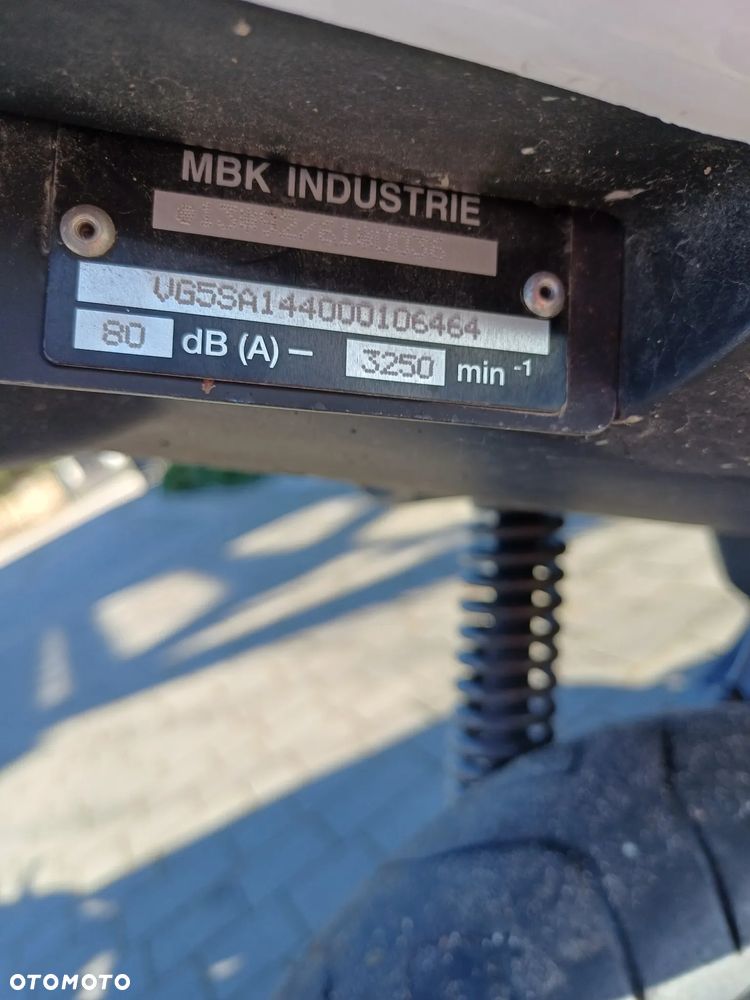 MBK INDUSTRIE
VG5SA144000106464
80 dB (A) – 3250 min -1
OTOMOTO